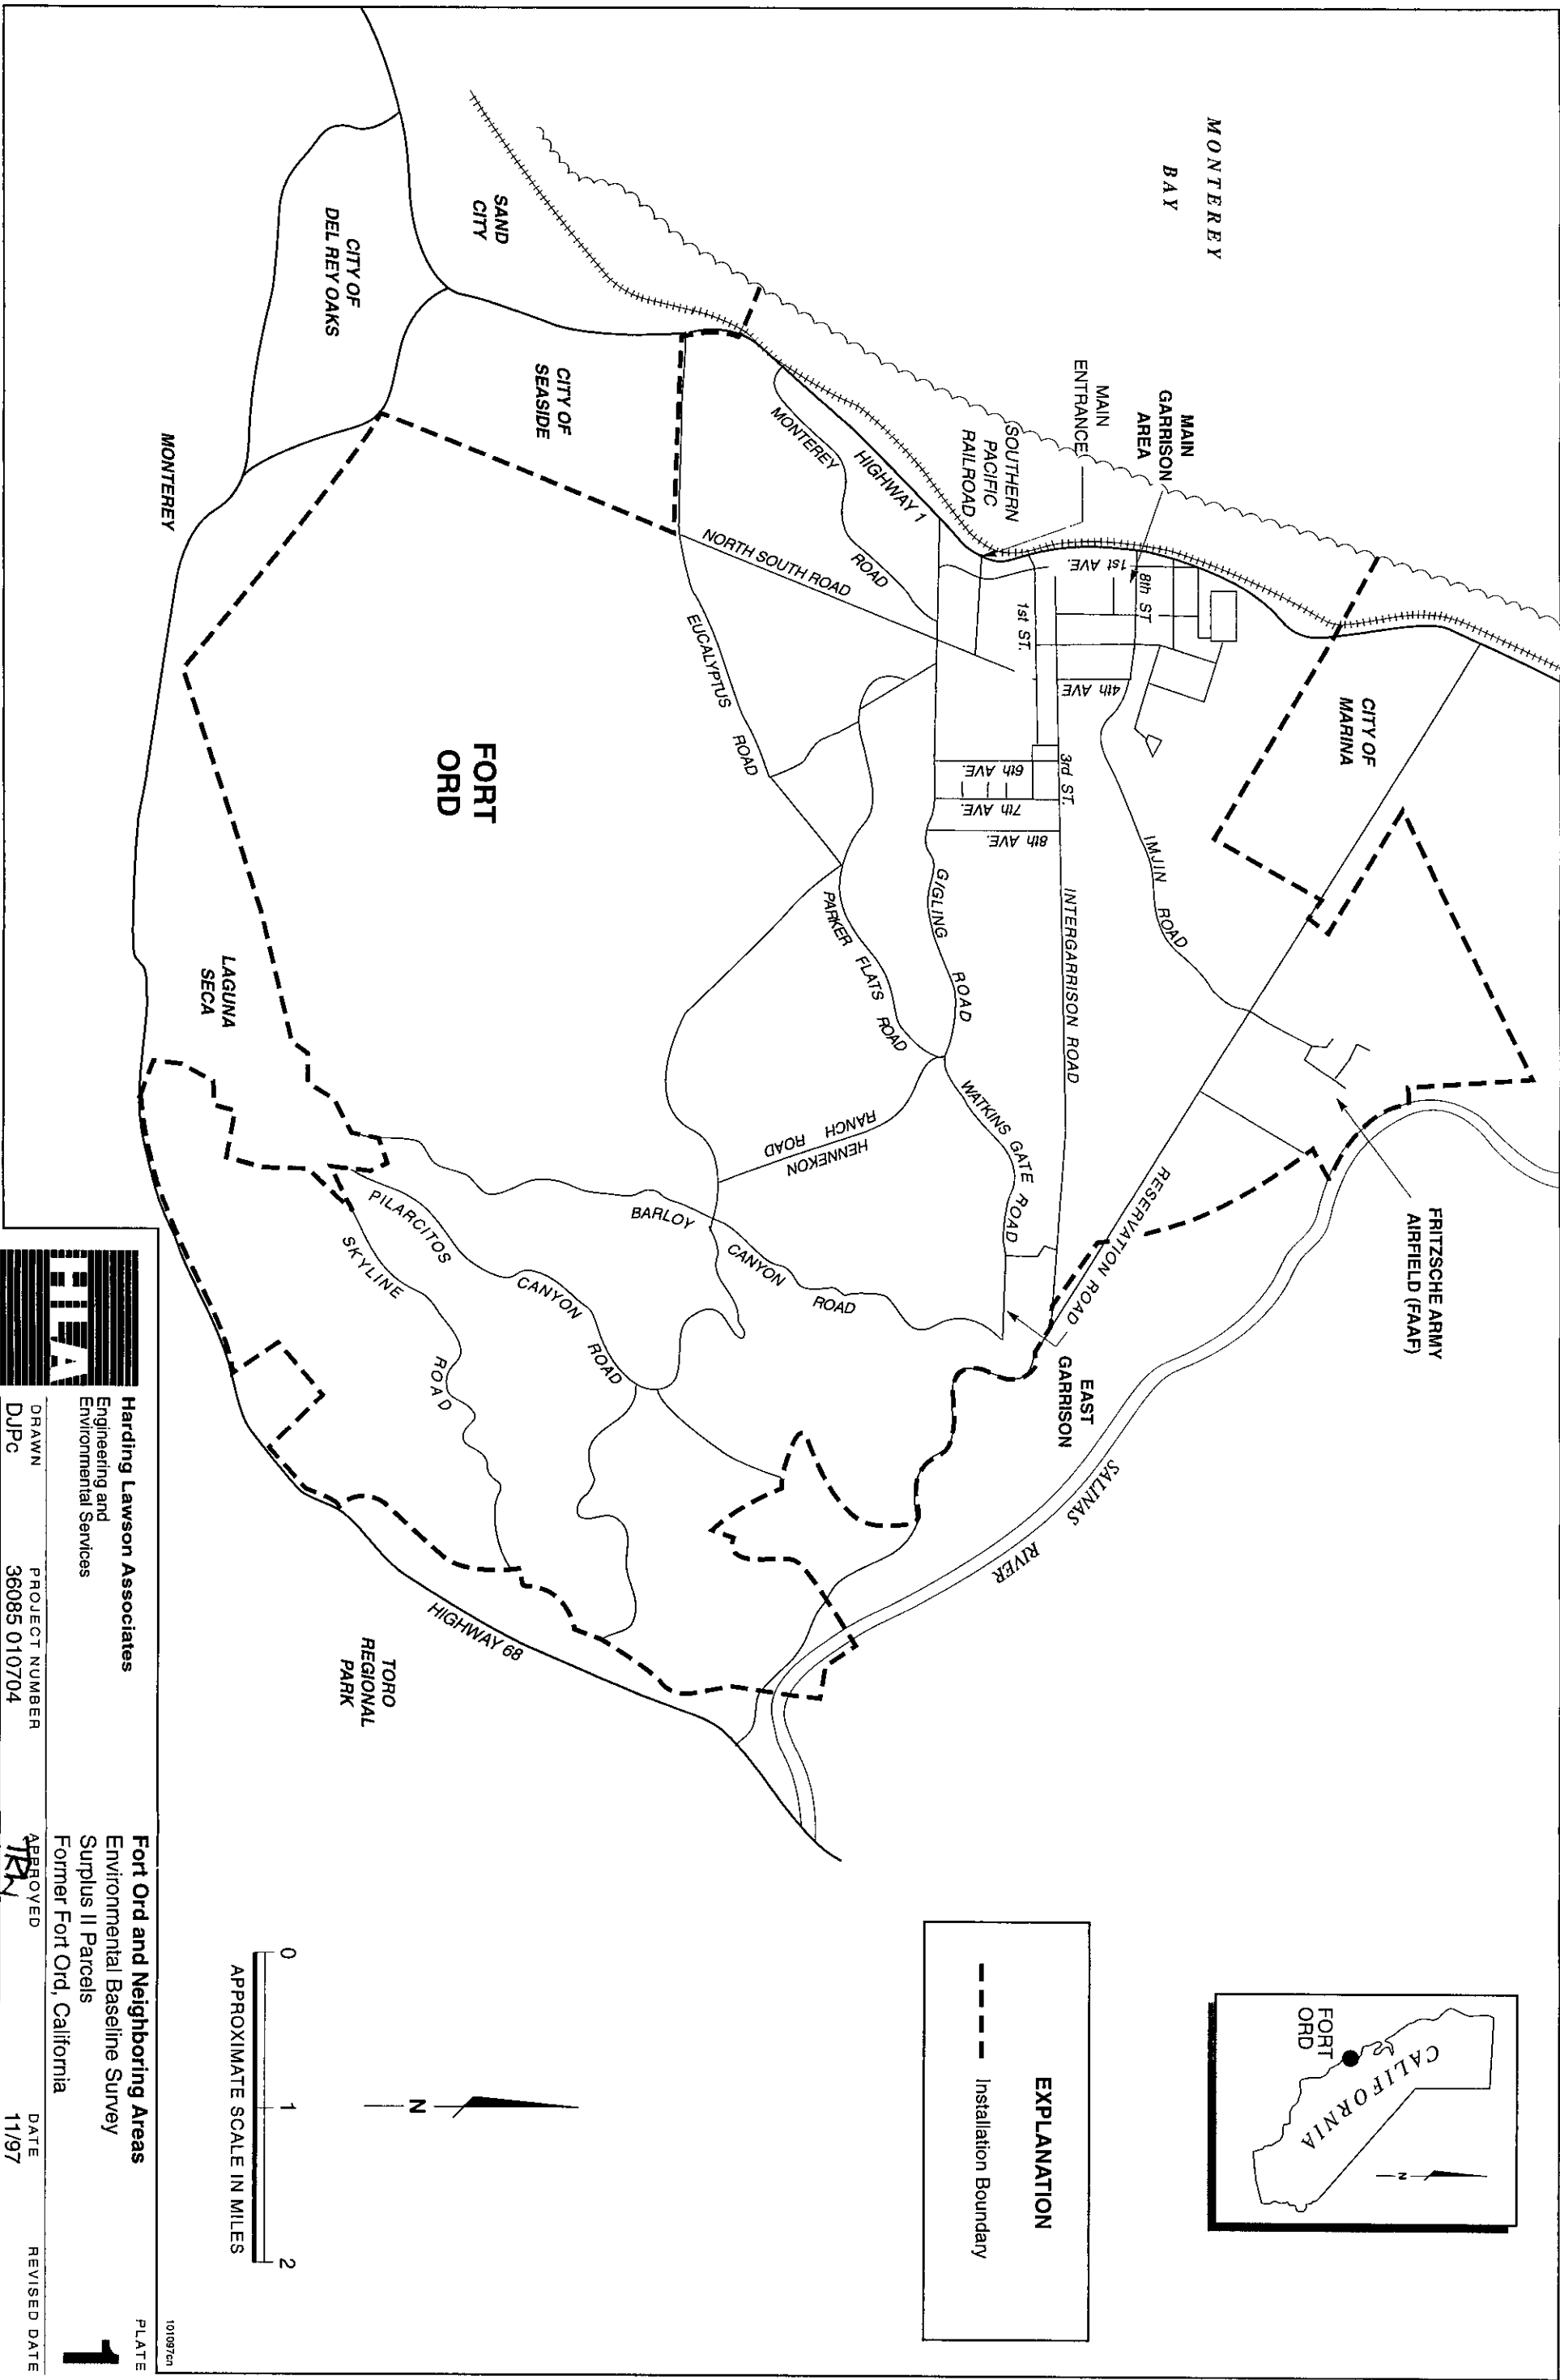 MONTEREY
BAY
SAND
CITY
CITY OF
DEL REY OAKS
CITY OF
SEASIDE
MONTEREY
LAGUNA
SECA
FORT
ORD
MAIN
GARRISON
AREA
MAIN
ENTRANCE
SOUTHERN
PACIFIC
RAILROAD
HIGHWAY 1
MONTEREY ROAD
NORTH SOUTH ROAD
EUCALYPTUS ROAD
1st AVE.
8th ST
1st ST.
4th AVE
3rd ST.
6th AVE.
7th AVE.
8th AVE.
CITY OF
MARINA
IMJIN ROAD
INTERGARRISON ROAD
GIGLING ROAD
PARKER FLATS ROAD
WATKINS GATE ROAD
HENNEKON
RANCH ROAD
RESERVATION ROAD
FRITZSCHE ARMY
AIRFIELD (FAAF)
EAST
GARRISON
BARLOY CANYON ROAD
PILARCITOS CANYON ROAD
SKYLINE ROAD
SALINAS RIVER
HIGHWAY 68
TORO
REGIONAL
PARK
CALIFORNIA
FORT
ORD
N
EXPLANATION
Installation Boundary
N
0 1 2
APPROXIMATE SCALE IN MILES
101097cn
HLA
Harding Lawson Associates
Engineering and
Environmental Services
Fort Ord and Neighboring Areas
Environmental Baseline Survey
Surplus II Parcels
Former Fort Ord, California
PLATE
1
DRAWN
DJPc
PROJECT NUMBER
36085 010704
APPROVED
DATE
11/97
REVISED DATE